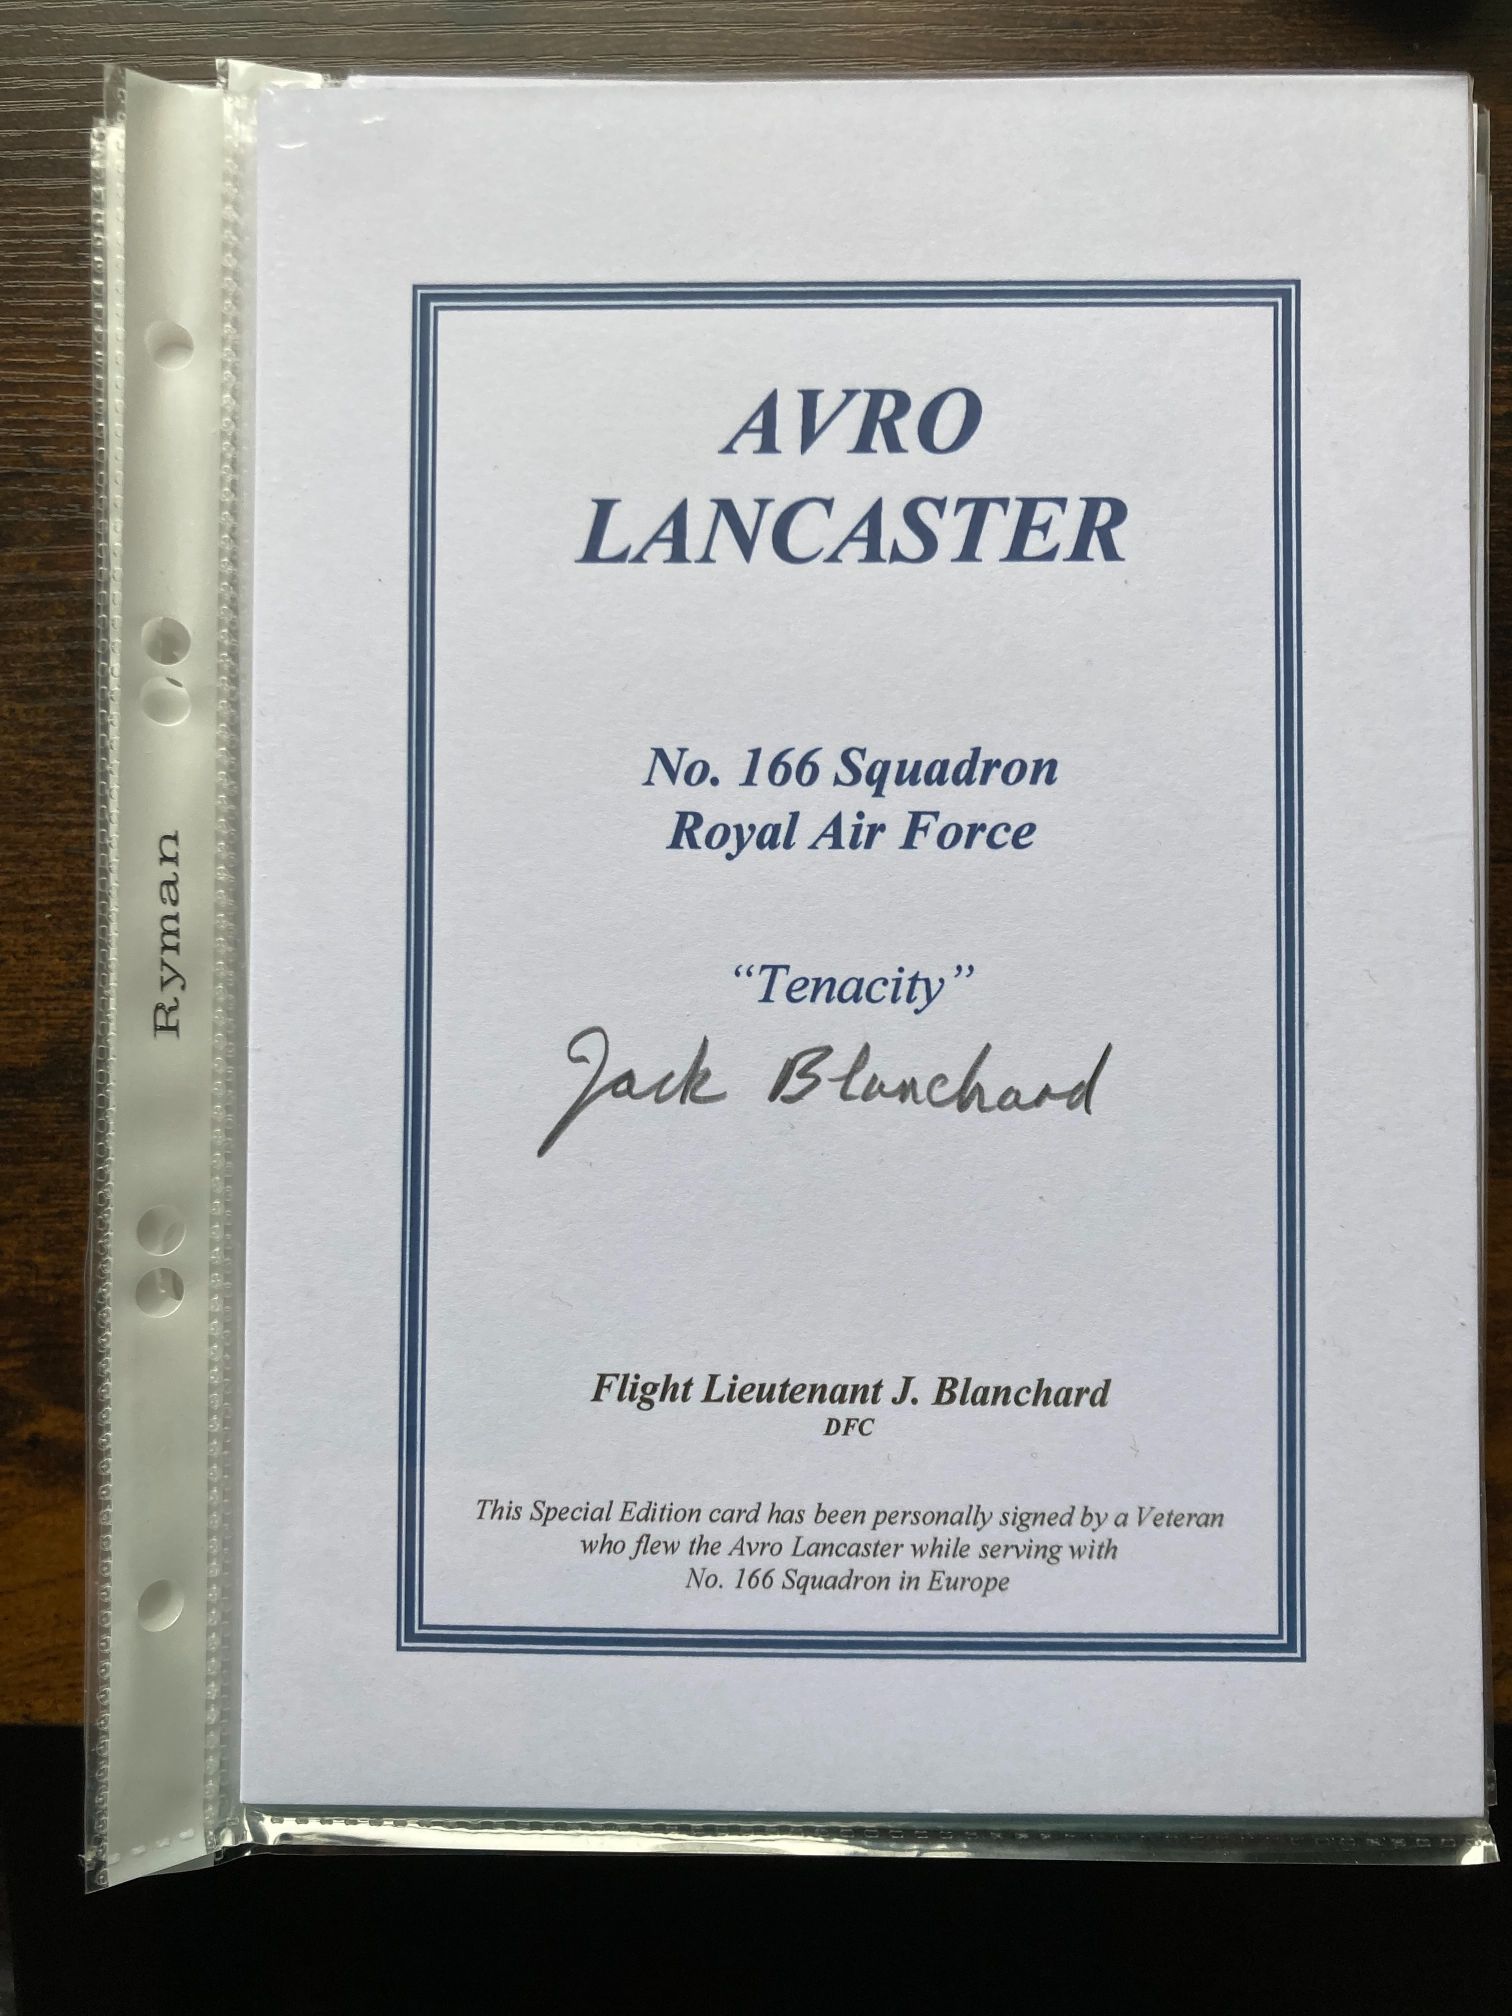 AVRO
LANCASTER
No. 166 Squadron
Royal Air Force
“Tenacity”
Jack Blanchard
Flight Lieutenant J. Blanchard
DFC
This Special Edition card has been personally signed by a Veteran
who flew the Avro Lancaster while serving with
No. 166 Squadron in Europe
Ryman